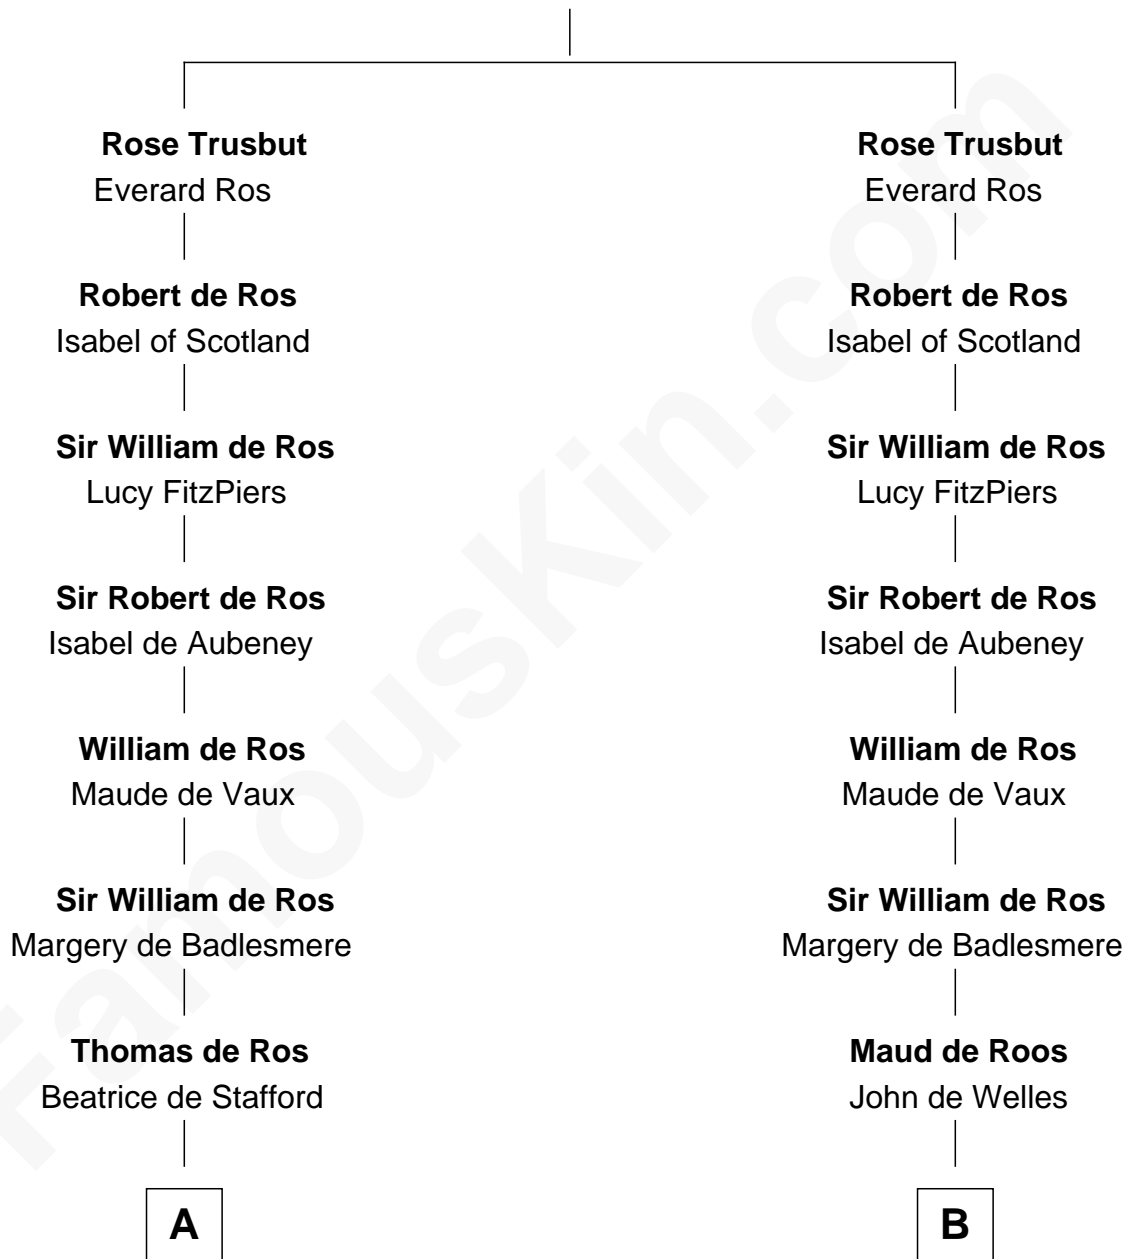 Rose Trusbut
Everard Ros
Robert de Ros
Isabel of Scotland
Sir William de Ros
Lucy FitzPiers
Sir Robert de Ros
Isabel de Aubeney
William de Ros
Maude de Vaux
Sir William de Ros
Margery de Badlesmere
Thomas de Ros
Beatrice de Stafford
A
Rose Trusbut
Everard Ros
Robert de Ros
Isabel of Scotland
Sir William de Ros
Lucy FitzPiers
Sir Robert de Ros
Isabel de Aubeney
William de Ros
Maude de Vaux
Sir William de Ros
Margery de Badlesmere
Maud de Roos
John de Welles
B
FamousKin.com